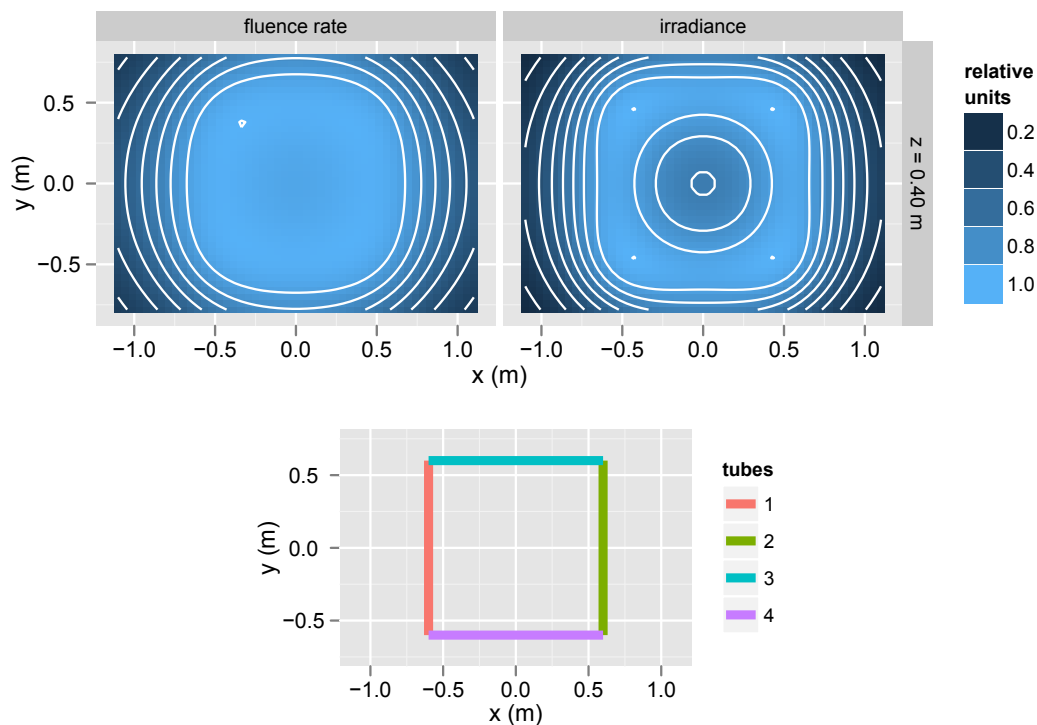 fluence rate
irradiance
0.5
0.0
−0.5
y (m)
z = 0.40 m
−1.0 −0.5 0.0 0.5 1.0
−1.0 −0.5 0.0 0.5 1.0
x (m)
relative
units
0.2
0.4
0.6
0.8
1.0
0.5
0.0
−0.5
y (m)
−1.0 −0.5 0.0 0.5 1.0
x (m)
tubes
1
2
3
4